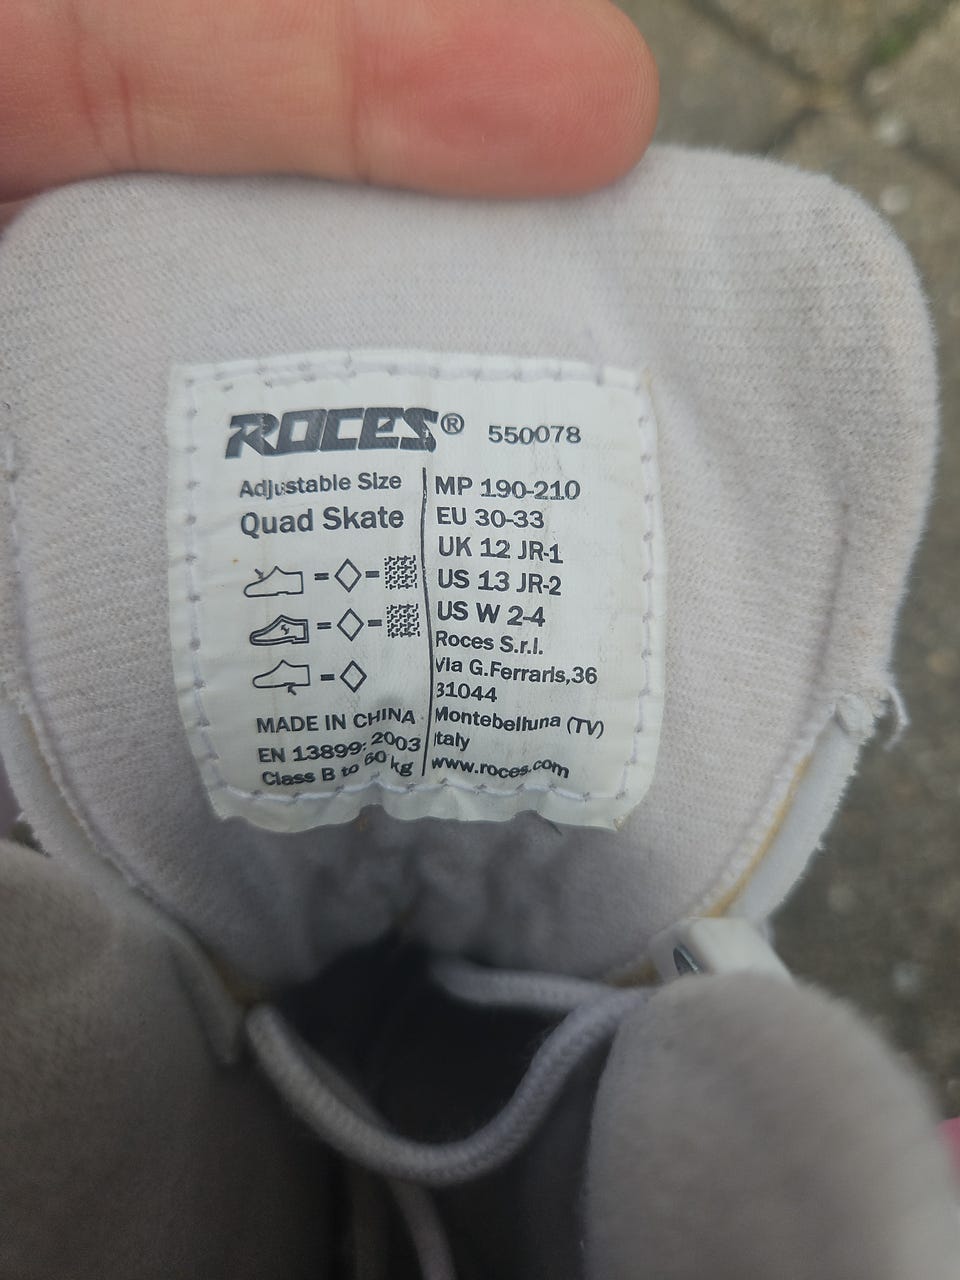 ROCES® 550078
Adjustable Size
Quad Skate
= =
= =
=
MADE IN CHINA
EN 13899: 2003
Class B to 60 kg
MP 190-210
EU 30-33
UK 12 JR-1
US 13 JR-2
US W 2-4
Roces S.r.l.
Via G.Ferraris,36
31044
Montebelluna (TV)
Italy
www.roces.com